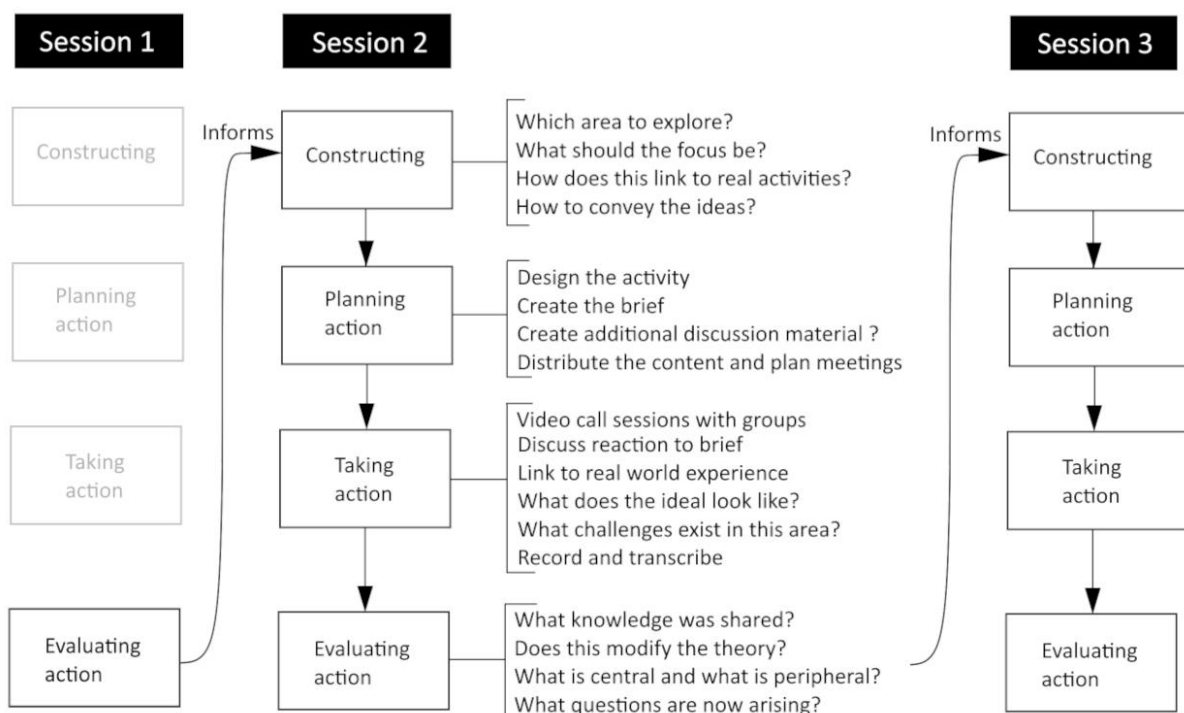 Session 1
Constructing
Planning
action
Taking
action
Evaluating
action
Informs
Session 2
Constructing
Which area to explore?
What should the focus be?
How does this link to real activities?
How to convey the ideas?
Planning
action
Design the activity
Create the brief
Create additional discussion material ?
Distribute the content and plan meetings
Taking
action
Video call sessions with groups
Discuss reaction to brief
Link to real world experience
What does the ideal look like?
What challenges exist in this area?
Record and transcribe
Evaluating
action
What knowledge was shared?
Does this modify the theory?
What is central and what is peripheral?
What questions are now arising?
Informs
Session 3
Constructing
Planning
action
Taking
action
Evaluating
action